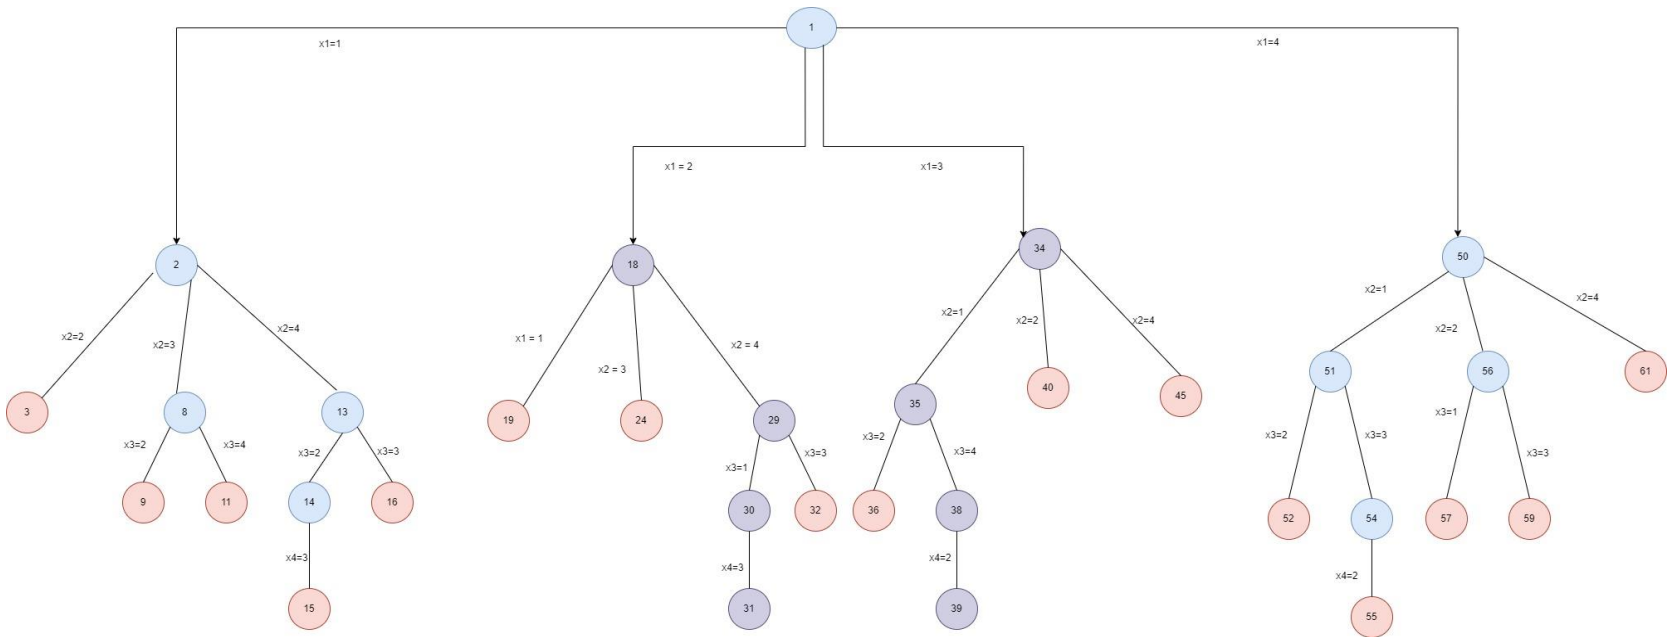 1
x1=1
x1=4
x1 = 2
x1=3
2
18
34
50
x2=2
x2=3
x2=4
x1 = 1
x2 = 3
x2 = 4
x2=1
x2=2
x2=4
x2=1
x2=2
x2=4
3
8
13
19
24
29
35
40
45
51
56
61
x3=2
x3=4
x3=2
x3=3
x3=1
x3=3
x3=2
x3=4
x3=2
x3=3
x3=1
x3=3
9
11
14
16
30
32
36
38
52
54
57
59
x4=3
x4=3
x4=2
x4=2
15
31
39
55